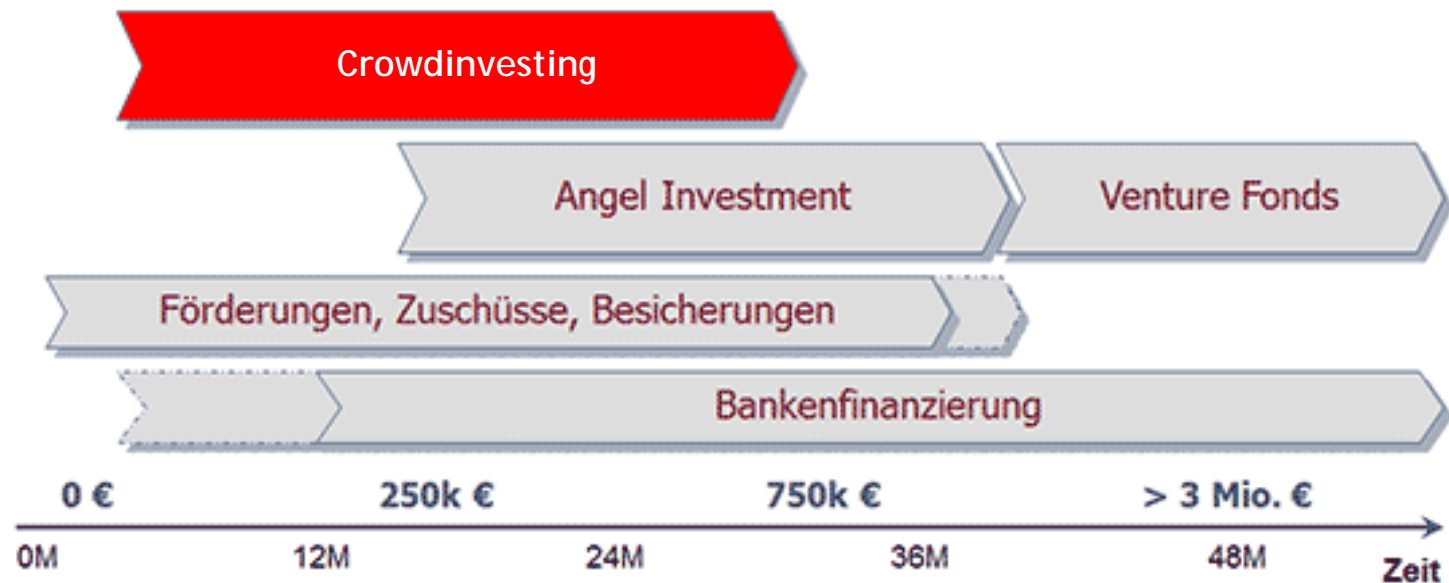 Crowdinvesting
Angel Investment
Venture Fonds
Förderungen, Zuschüsse, Besicherungen
Bankenfinanzierung
0 € 250k € 750k € > 3 Mio. €
0M 12M 24M 36M 48M Zeit